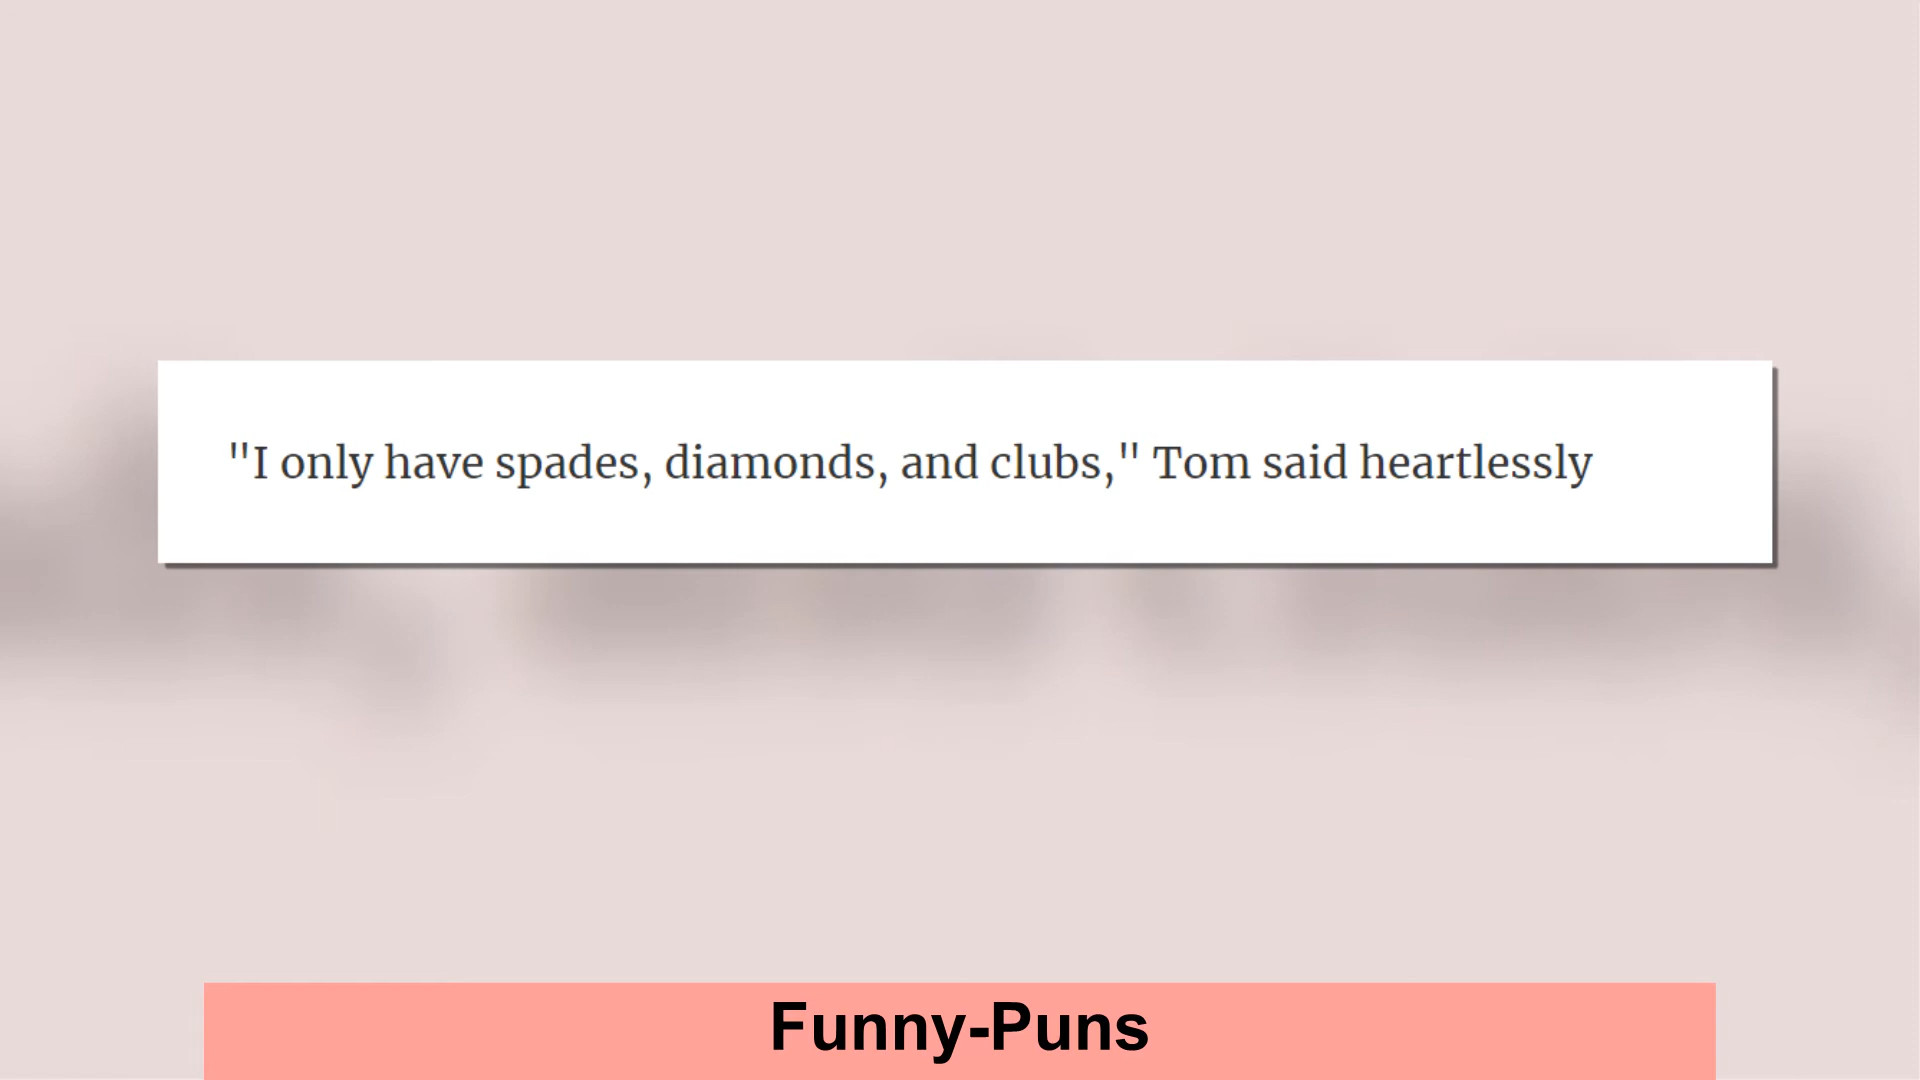 "I only have spades, diamonds, and clubs," Tom said heartlessly
Funny-Puns